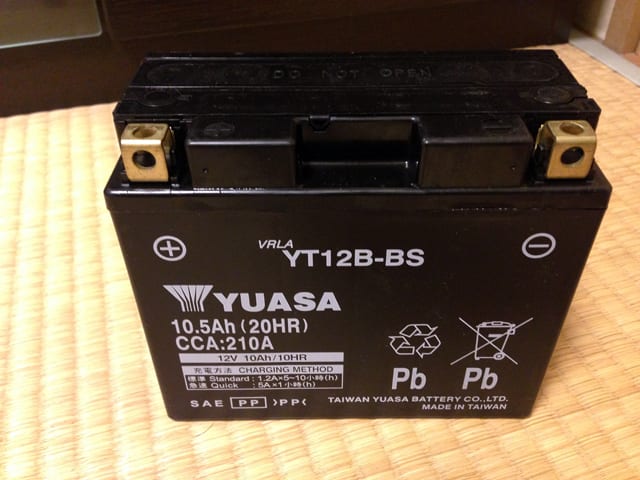 DO NOT OPEN
VRLA
YT12B-BS
YUASA
10.5Ah (20HR)
CCA:210A
12V 10Ah/10HR
充電方法 CHARGING METHOD
標準 Standard : 1.2A×5~10小時(h)
急速 Quick : 5A×1小時(h)
SAE PP >PP<
Pb Pb
TAIWAN YUASA BATTERY CO.,LTD.
MADE IN TAIWAN